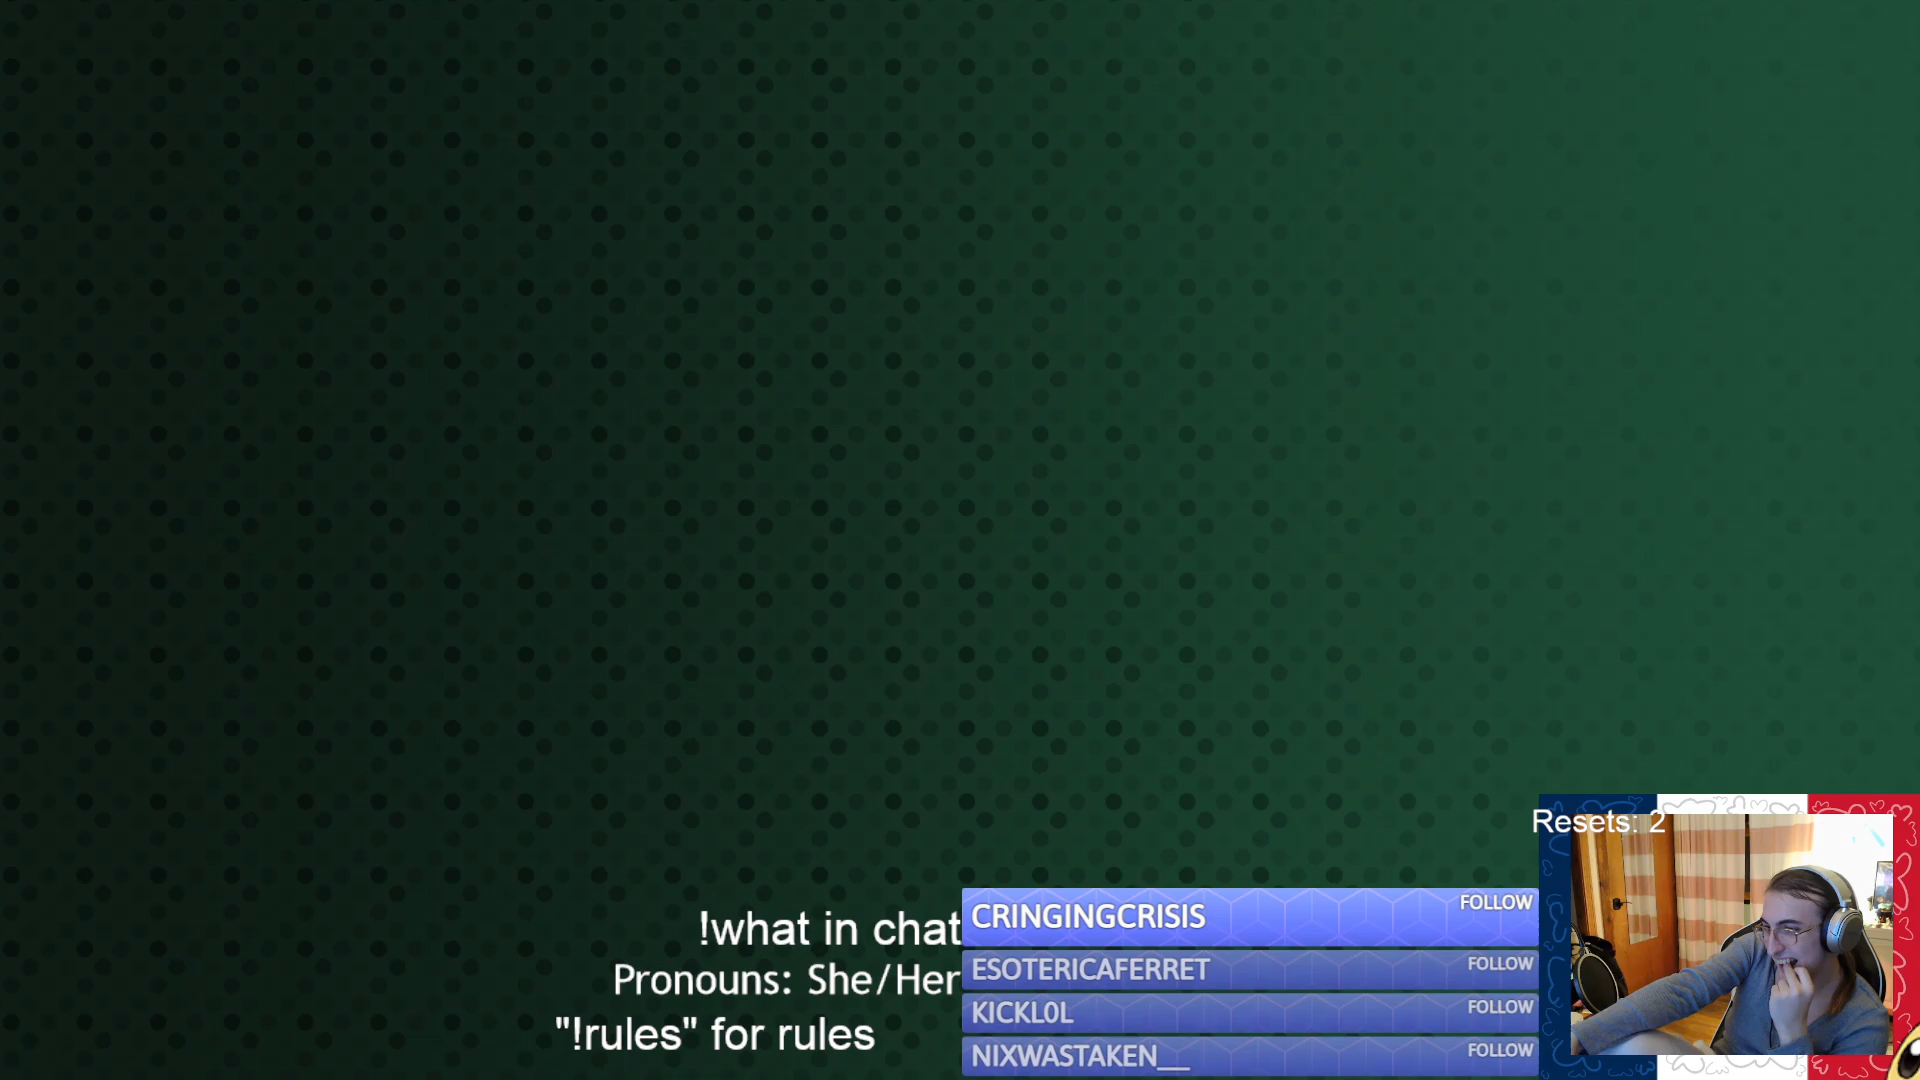 Resets: 2
!what in chat
Pronouns: She/Her
"!rules" for rules
CRINGINGCRISIS FOLLOW
ESOTERICAFERRET FOLLOW
KICKL0L FOLLOW
NIXWASTAKEN__ FOLLOW